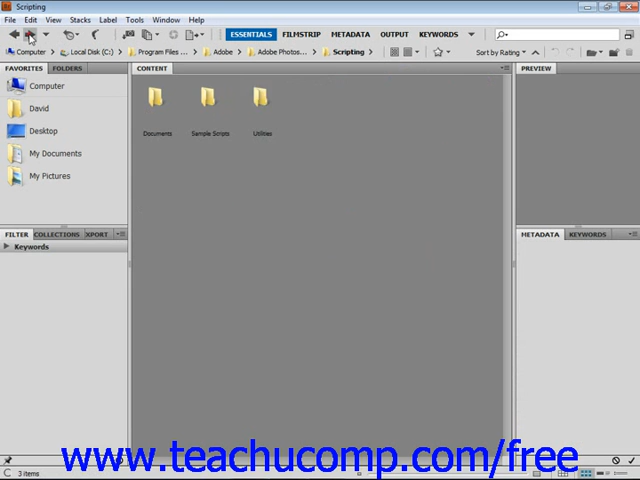 Scripting
File Edit View Stacks Label Tools Window Help
ESSENTIALS FILMSTRIP METADATA OUTPUT KEYWORDS
Computer Local Disk (C:) Program Files ... Adobe Adobe Photos... Scripting Sort by Rating
FAVORITES FOLDERS CONTENT PREVIEW
Computer
David
Desktop
My Documents
My Pictures
Documents Sample Scripts Utilities
FILTER COLLECTIONS XPORT METADATA KEYWORDS
Keywords
www.teachucomp.com/free
3 items